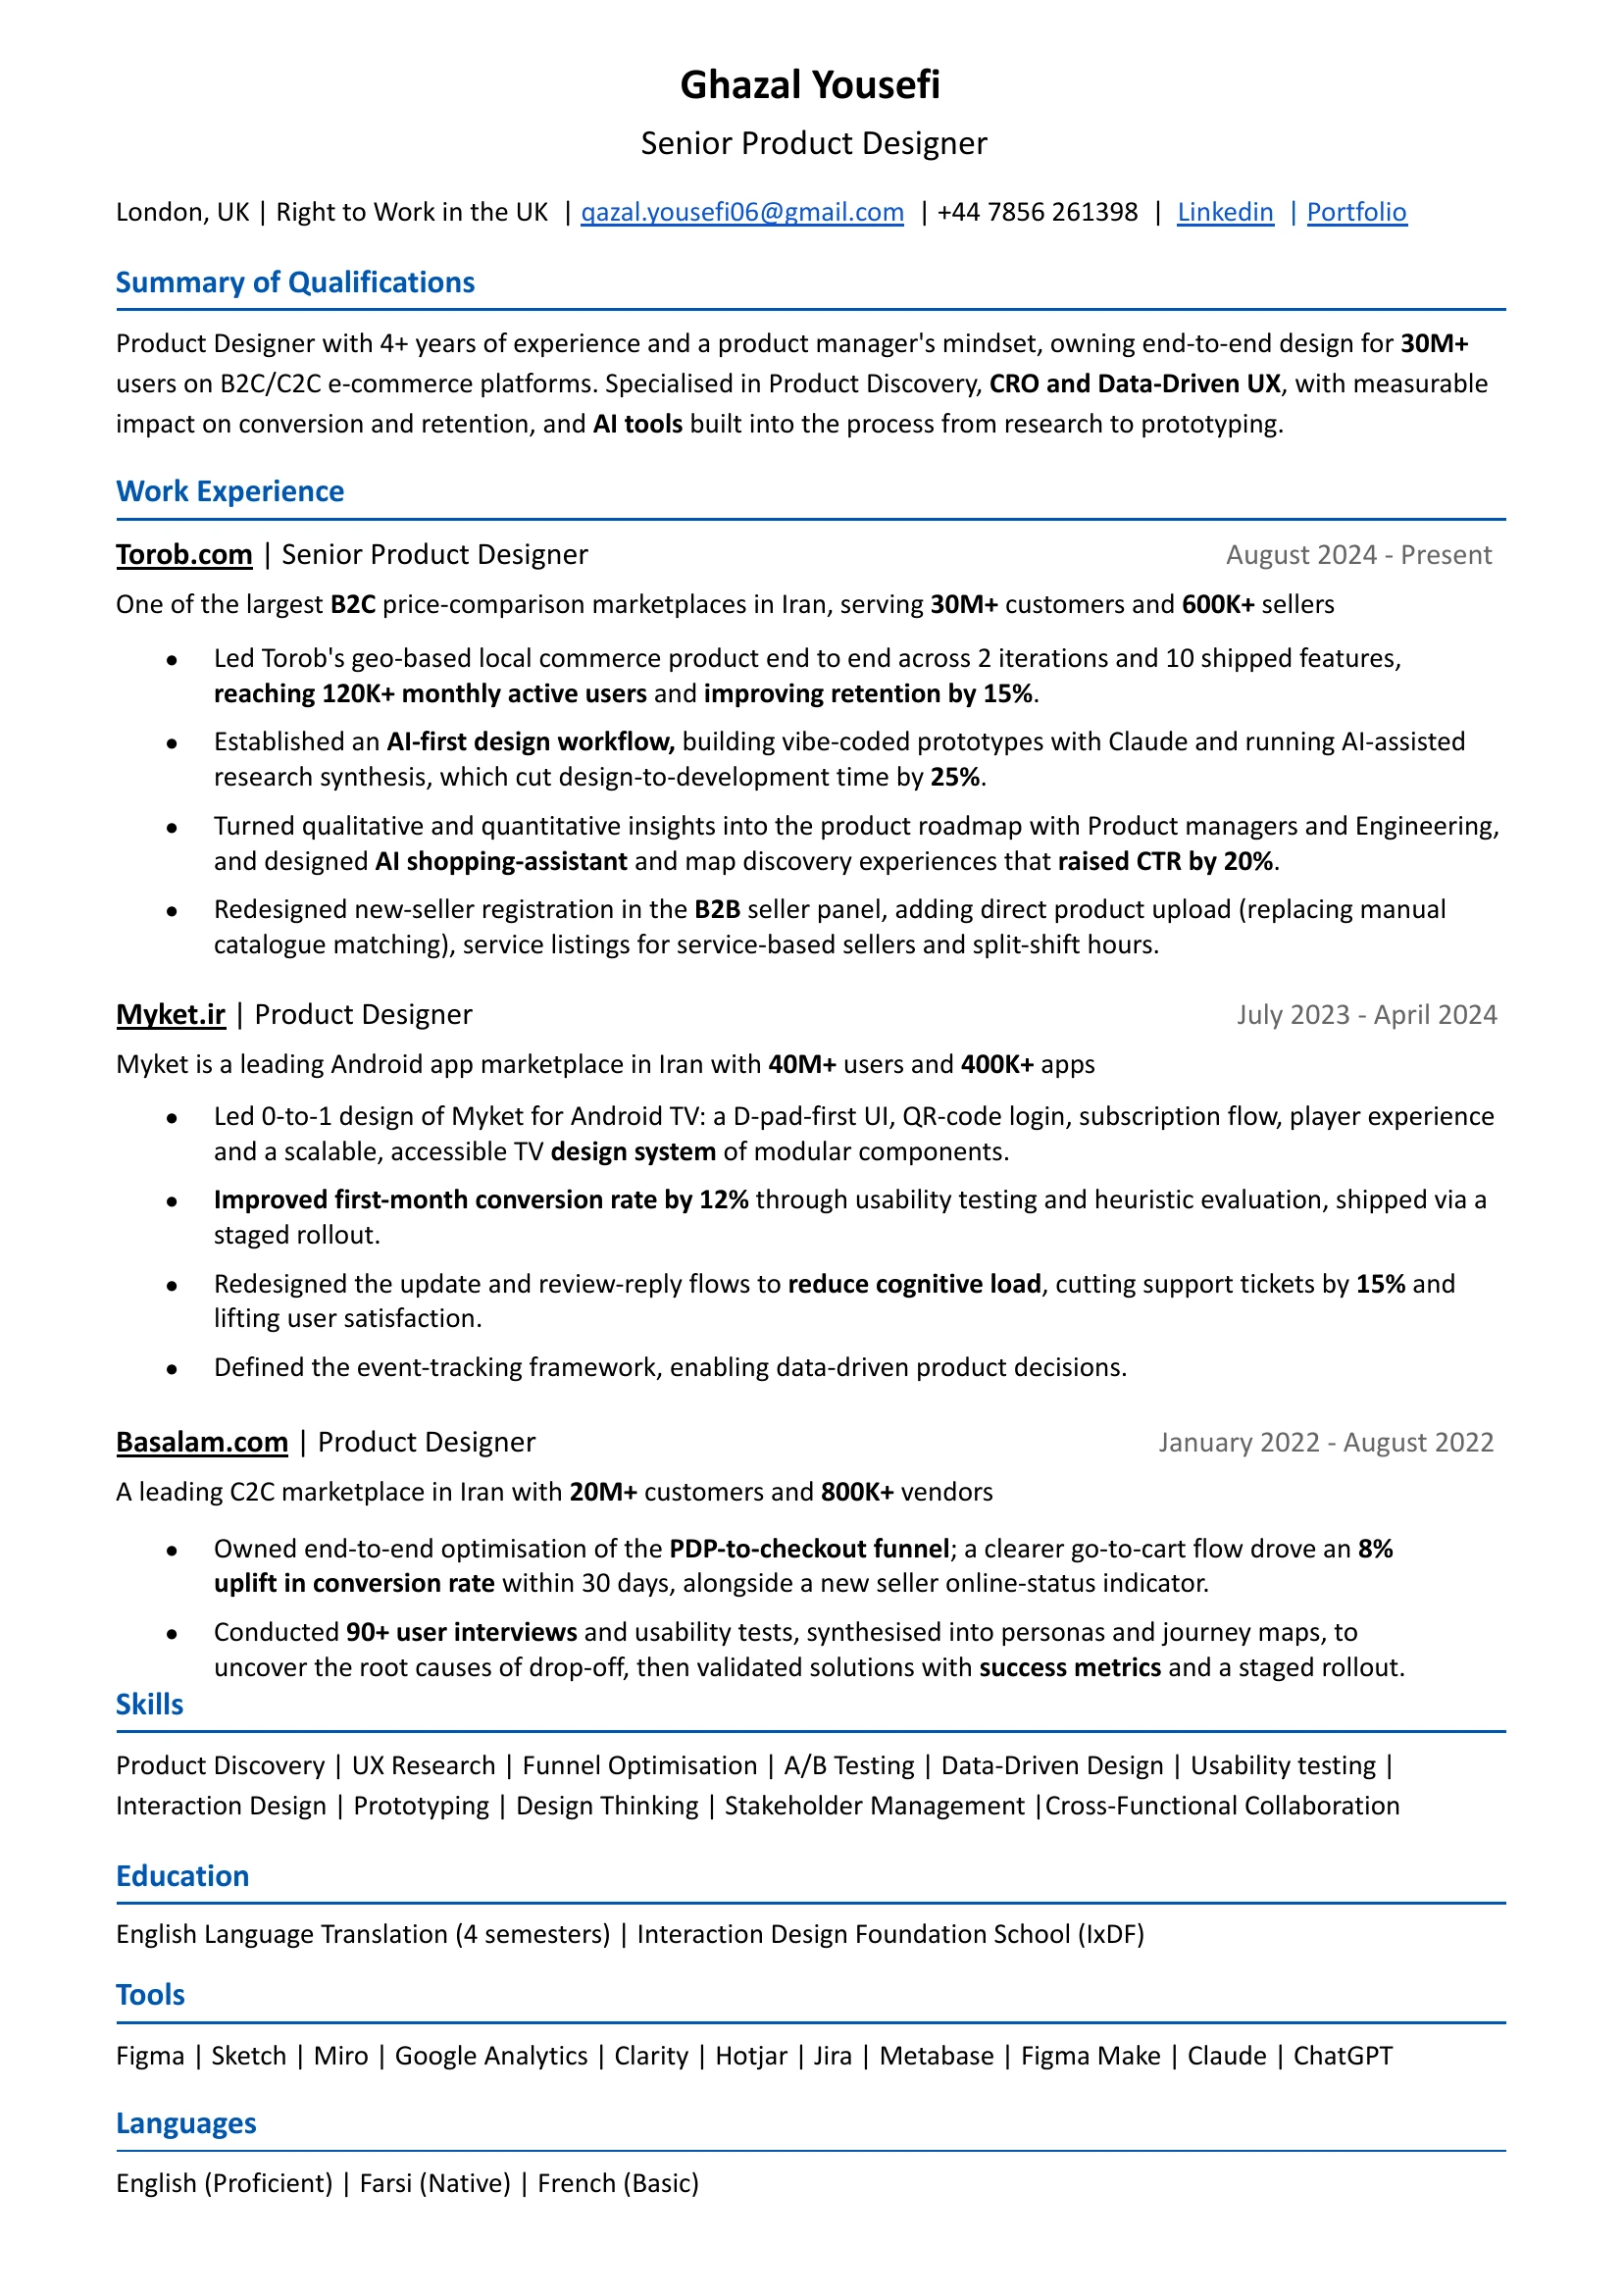 Ghazal Yousefi
Senior Product Designer
London, UK | Right to Work in the UK | qazal.yousefi06@gmail.com | +44 7856 261398 | Linkedin | Portfolio
Summary of Qualifications
Product Designer with 4+ years of experience and a product manager's mindset, owning end-to-end design for 30M+
users on B2C/C2C e-commerce platforms. Specialised in Product Discovery, CRO and Data-Driven UX, with measurable
impact on conversion and retention, and AI tools built into the process from research to prototyping.
Work Experience
Torob.com | Senior Product Designer August 2024 - Present
One of the largest B2C price-comparison marketplaces in Iran, serving 30M+ customers and 600K+ sellers
● Led Torob's geo-based local commerce product end to end across 2 iterations and 10 shipped features,
reaching 120K+ monthly active users and improving retention by 15%.
● Established an AI-first design workflow, building vibe-coded prototypes with Claude and running AI-assisted
research synthesis, which cut design-to-development time by 25%.
● Turned qualitative and quantitative insights into the product roadmap with Product managers and Engineering,
and designed AI shopping-assistant and map discovery experiences that raised CTR by 20%.
● Redesigned new-seller registration in the B2B seller panel, adding direct product upload (replacing manual
catalogue matching), service listings for service-based sellers and split-shift hours.
Myket.ir | Product Designer July 2023 - April 2024
Myket is a leading Android app marketplace in Iran with 40M+ users and 400K+ apps
● Led 0-to-1 design of Myket for Android TV: a D-pad-first UI, QR-code login, subscription flow, player experience
and a scalable, accessible TV design system of modular components.
● Improved first-month conversion rate by 12% through usability testing and heuristic evaluation, shipped via a
staged rollout.
● Redesigned the update and review-reply flows to reduce cognitive load, cutting support tickets by 15% and
lifting user satisfaction.
● Defined the event-tracking framework, enabling data-driven product decisions.
Basalam.com | Product Designer January 2022 - August 2022
A leading C2C marketplace in Iran with 20M+ customers and 800K+ vendors
● Owned end-to-end optimisation of the PDP-to-checkout funnel; a clearer go-to-cart flow drove an 8%
uplift in conversion rate within 30 days, alongside a new seller online-status indicator.
● Conducted 90+ user interviews and usability tests, synthesised into personas and journey maps, to
uncover the root causes of drop-off, then validated solutions with success metrics and a staged rollout.
Skills
Product Discovery | UX Research | Funnel Optimisation | A/B Testing | Data-Driven Design | Usability testing |
Interaction Design | Prototyping | Design Thinking | Stakeholder Management |Cross-Functional Collaboration
Education
English Language Translation (4 semesters) | Interaction Design Foundation School (IxDF)
Tools
Figma | Sketch | Miro | Google Analytics | Clarity | Hotjar | Jira | Metabase | Figma Make | Claude | ChatGPT
Languages
English (Proficient) | Farsi (Native) | French (Basic)